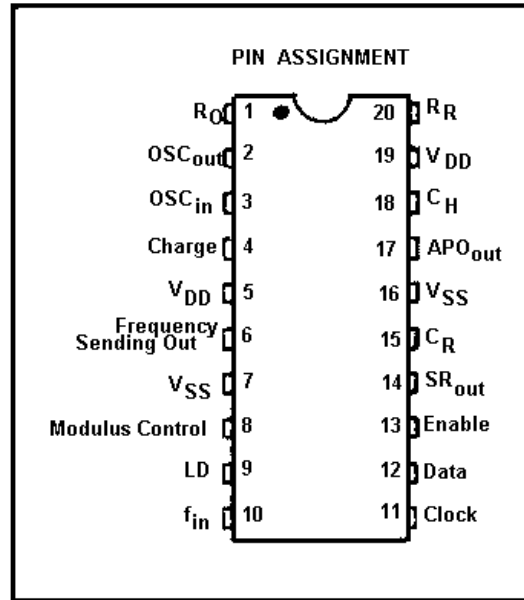 PIN ASSIGNMENT
RO 1 20 RR
OSCout 2 19 VDD
OSCin 3 18 CH
Charge 4 17 APOout
VDD 5 16 VSS
Frequency
Sending Out 6 15 CR
VSS 7 14 SRout
Modulus Control 8 13 Enable
LD 9 12 Data
fin 10 11 Clock